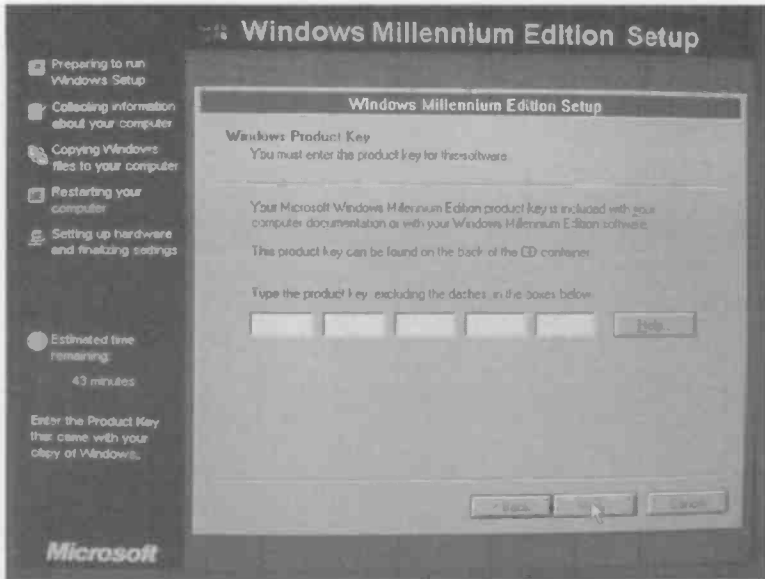 Windows Millennium Edition Setup
Preparing to run
Windows Setup
Collecting information
about your computer
Copying Windows
files to your computer
Restarting your
computer
Setting up hardware
and finalizing settings
Estimated time
remaining:
43 minutes
Enter the Product Key
that came with your
copy of Windows.
Microsoft
Windows Millennium Edition Setup
Windows Product Key
You must enter the product key for this software.
Your Microsoft Windows Millennium Edition product key is included with your
computer documentation or with your Windows Millennium Edition software.
This product key can be found on the back of the CD container.
Type the product key, excluding the dashes, in the boxes below.
Help...
< Back
Cancel